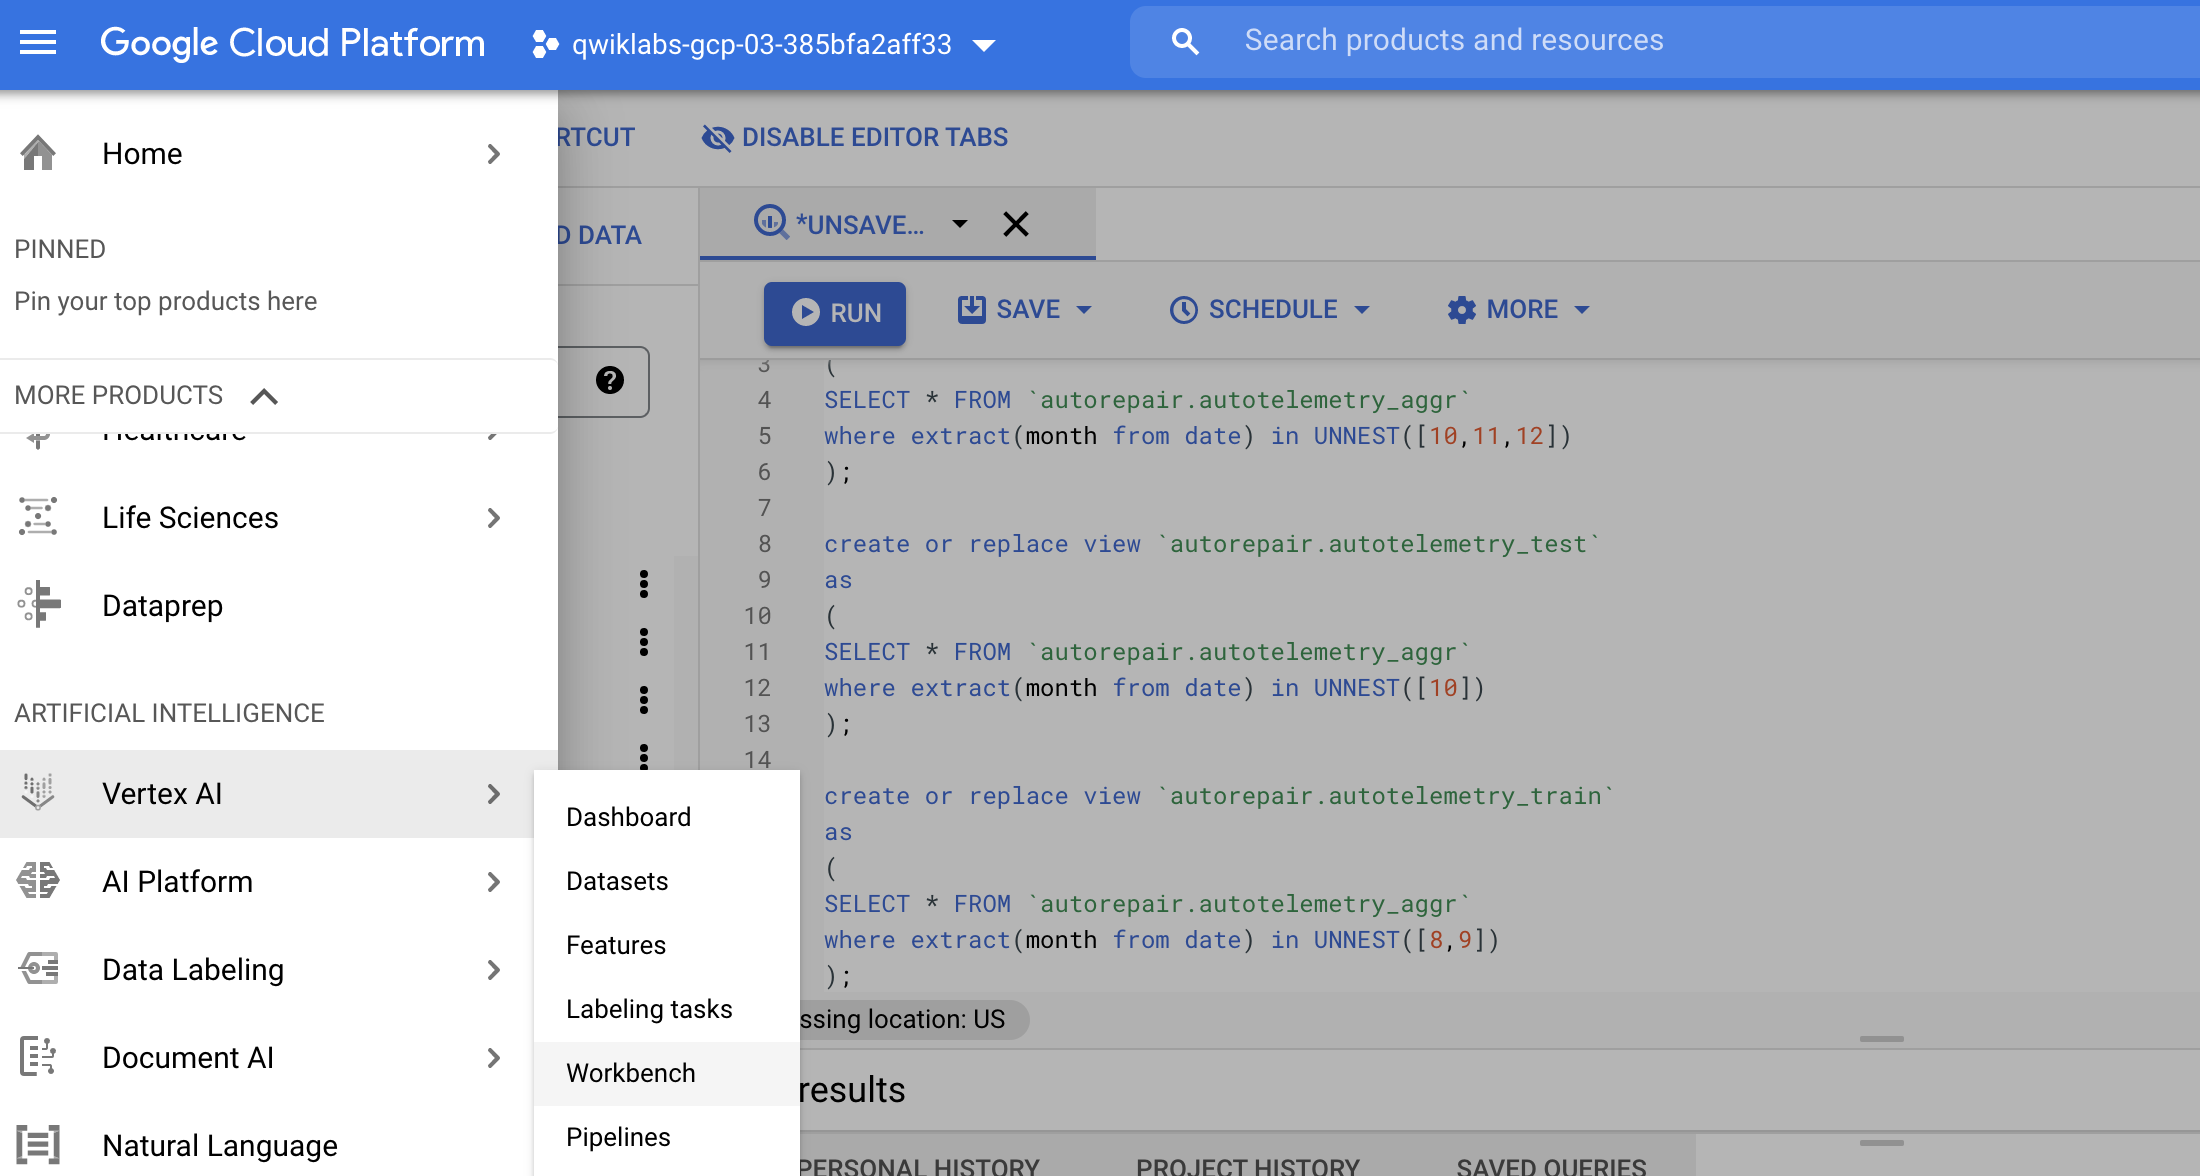 Google Cloud Platform
qwiklabs-gcp-03-385bfa2aff33
Search products and resources
Home
PINNED
Pin your top products here
MORE PRODUCTS
Healthcare
Life Sciences
Dataprep
ARTIFICIAL INTELLIGENCE
Vertex AI
AI Platform
Data Labeling
Document AI
Natural Language
Dashboard
Datasets
Features
Labeling tasks
Workbench
Pipelines
RTCUT
DISABLE EDITOR TABS
D DATA
*UNSAVE...
RUN
SAVE
SCHEDULE
MORE
3 (
4 SELECT * FROM `autorepair.autotelemetry_aggr`
5 where extract(month from date) in UNNEST([10,11,12])
6 );
7
8 create or replace view `autorepair.autotelemetry_test`
9 as
10 (
11 SELECT * FROM `autorepair.autotelemetry_aggr`
12 where extract(month from date) in UNNEST([10])
13 );
14
create or replace view `autorepair.autotelemetry_train`
as
(
SELECT * FROM `autorepair.autotelemetry_aggr`
where extract(month from date) in UNNEST([8,9])
);
ssing location: US
results
PERSONAL HISTORY
PROJECT HISTORY
SAVED QUERIES